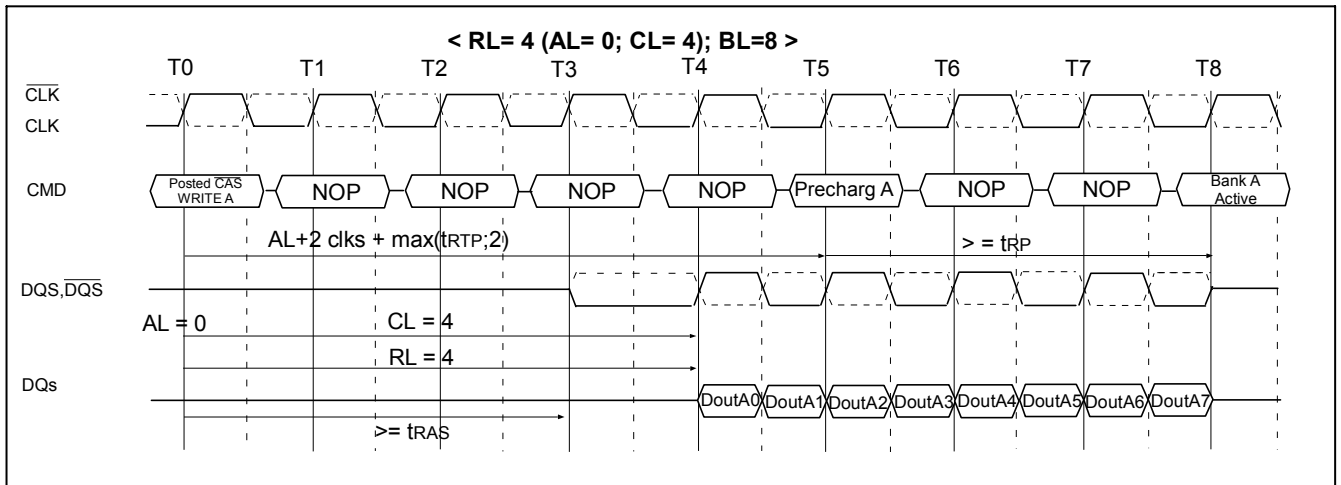 < RL= 4 (AL= 0; CL= 4); BL=8 >
T0 T1 T2 T3 T4 T5 T6 T7 T8
CLK
CLK
CMD
Posted CAS
WRITE A
NOP NOP NOP NOP Precharg A NOP NOP
Bank A
Active
AL+2 clks + max(tRTP;2)
> = tRP
DQS,DQS
AL = 0
CL = 4
RL = 4
DQs
DoutA0 DoutA1 DoutA2 DoutA3 DoutA4 DoutA5 DoutA6 DoutA7
>= tRAS